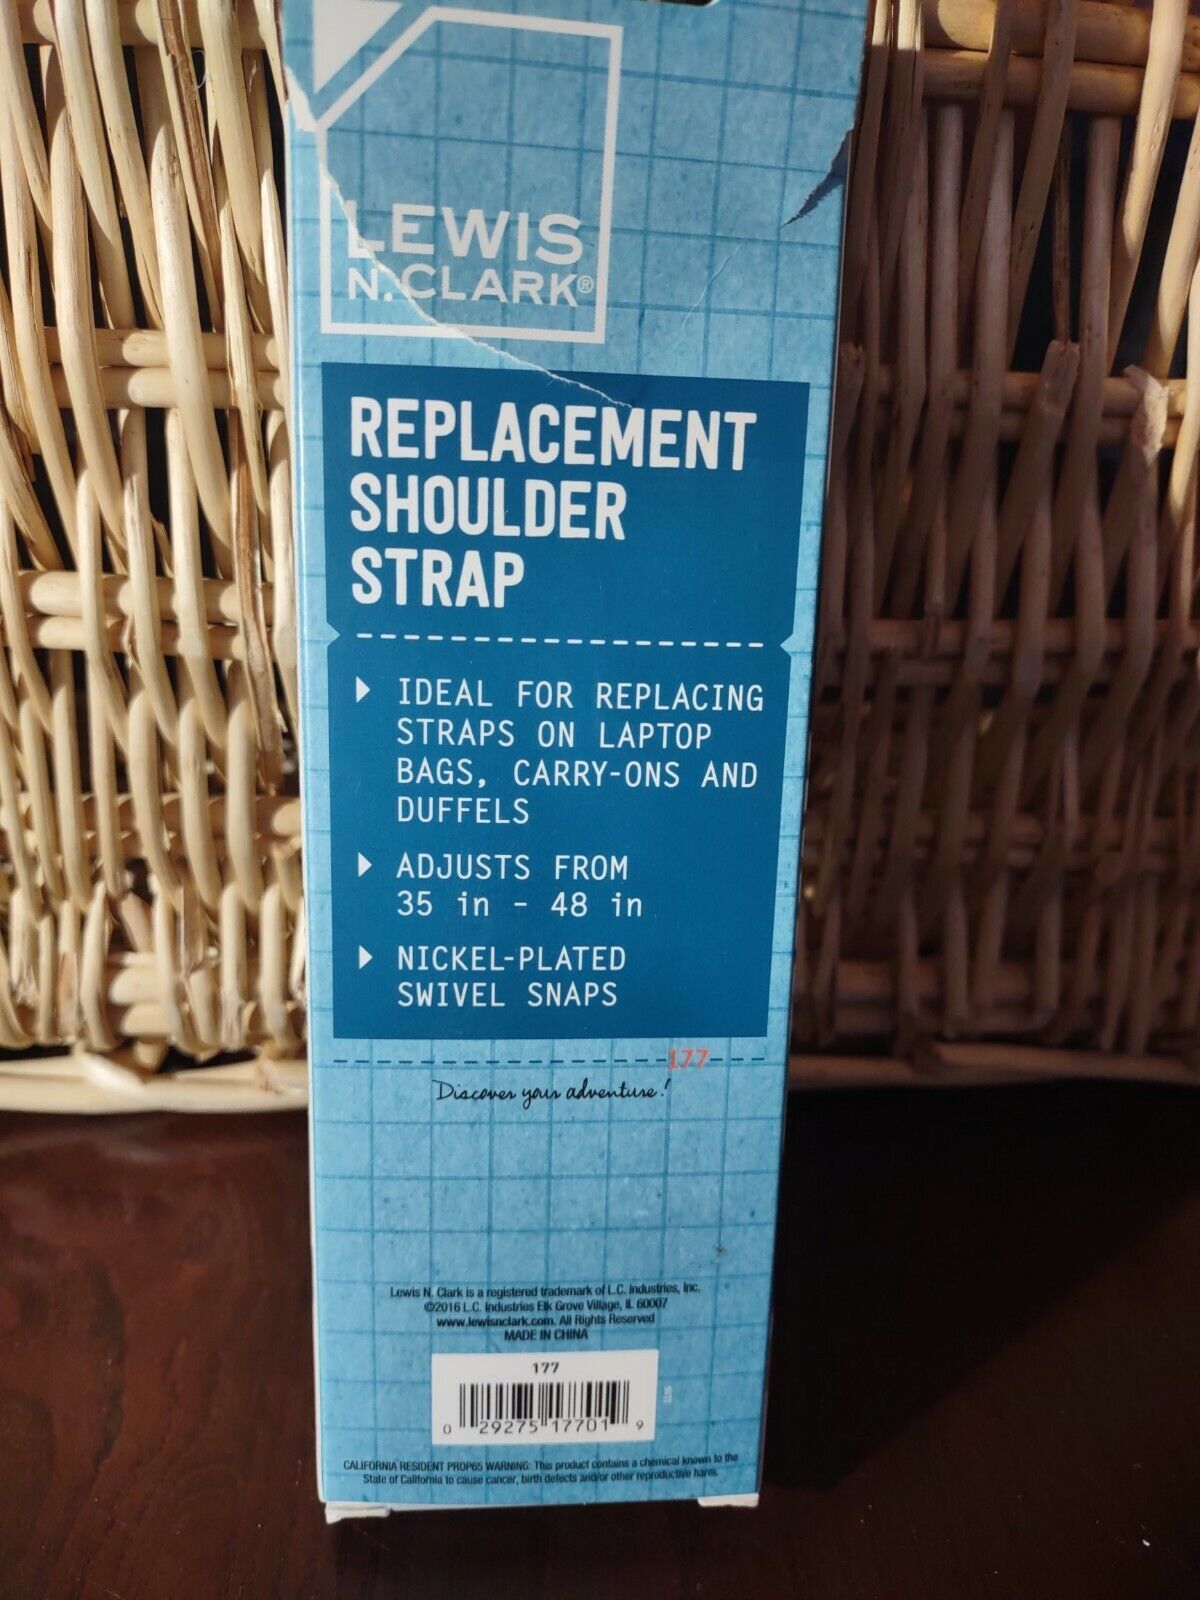 LEWIS
N. CLARK®
REPLACEMENT
SHOULDER
STRAP
IDEAL FOR REPLACING
STRAPS ON LAPTOP
BAGS, CARRY-ONS AND
DUFFELS
ADJUSTS FROM
35 in - 48 in
NICKEL-PLATED
SWIVEL SNAPS
177
Discover your adventure!
Lewis N. Clark is a registered trademark of L.C. Industries, Inc.
©2016 L.C. Industries Elk Grove Village, IL 60007
www.lewisnclark.com. All Rights Reserved
MADE IN CHINA
177
0 29275 17701 9
CALIFORNIA RESIDENT PROP65 WARNING: This product contains a chemical known to the
State of California to cause cancer, birth defects and/or other reproductive harm.